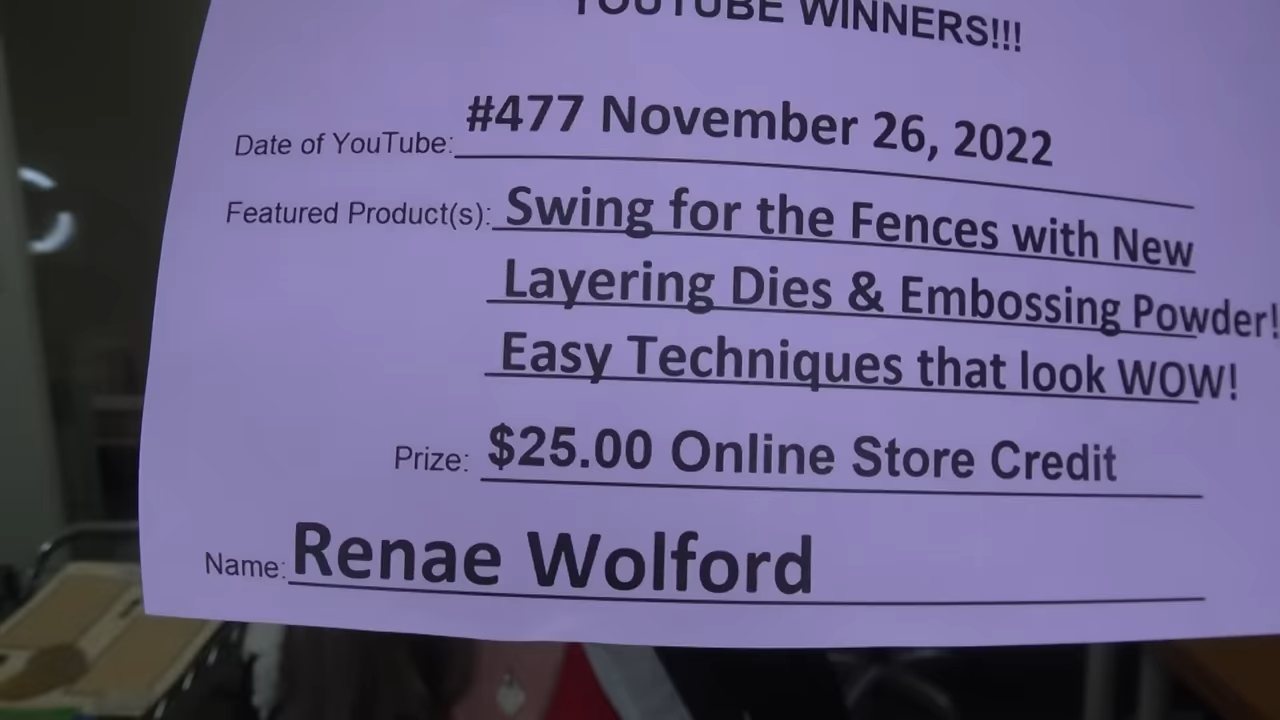 YOUTUBE WINNERS!!!
Date of YouTube: #477 November 26, 2022
Featured Product(s): Swing for the Fences with New
Layering Dies & Embossing Powder!
Easy Techniques that look WOW!
Prize: $25.00 Online Store Credit
Name: Renae Wolford